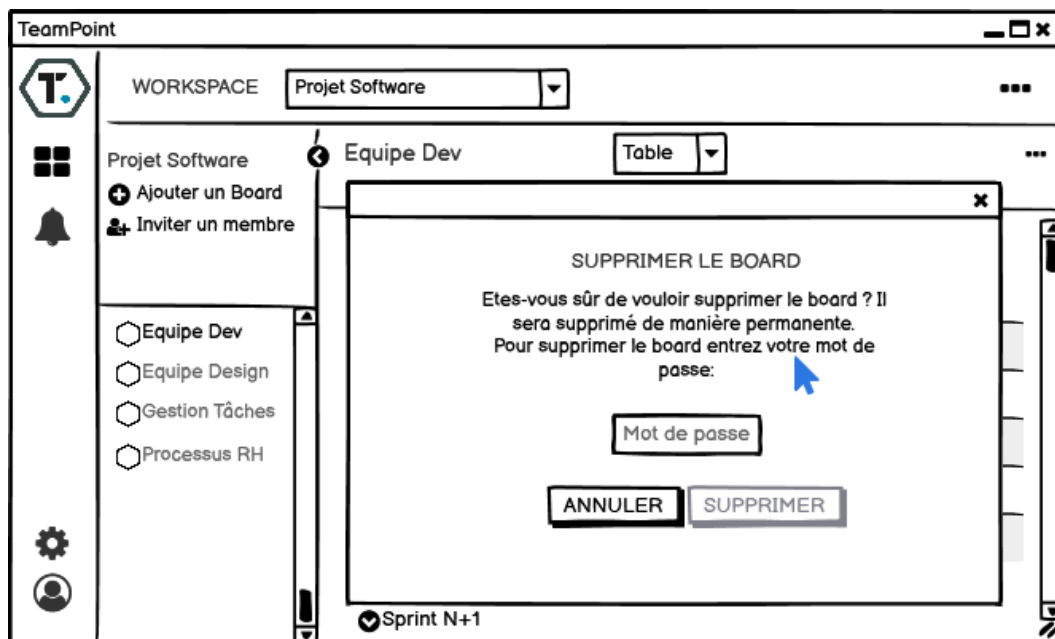 TeamPoint
T.
WORKSPACE
Projet Software
Projet Software
Ajouter un Board
Inviter un membre
Equipe Dev
Table
Equipe Dev
Equipe Design
Gestion Tâches
Processus RH
SUPPRIMER LE BOARD
Etes-vous sûr de vouloir supprimer le board ? Il
sera supprimé de manière permanente.
Pour supprimer le board entrez votre mot de
passe:
Mot de passe
ANNULER
SUPPRIMER
Sprint N+1